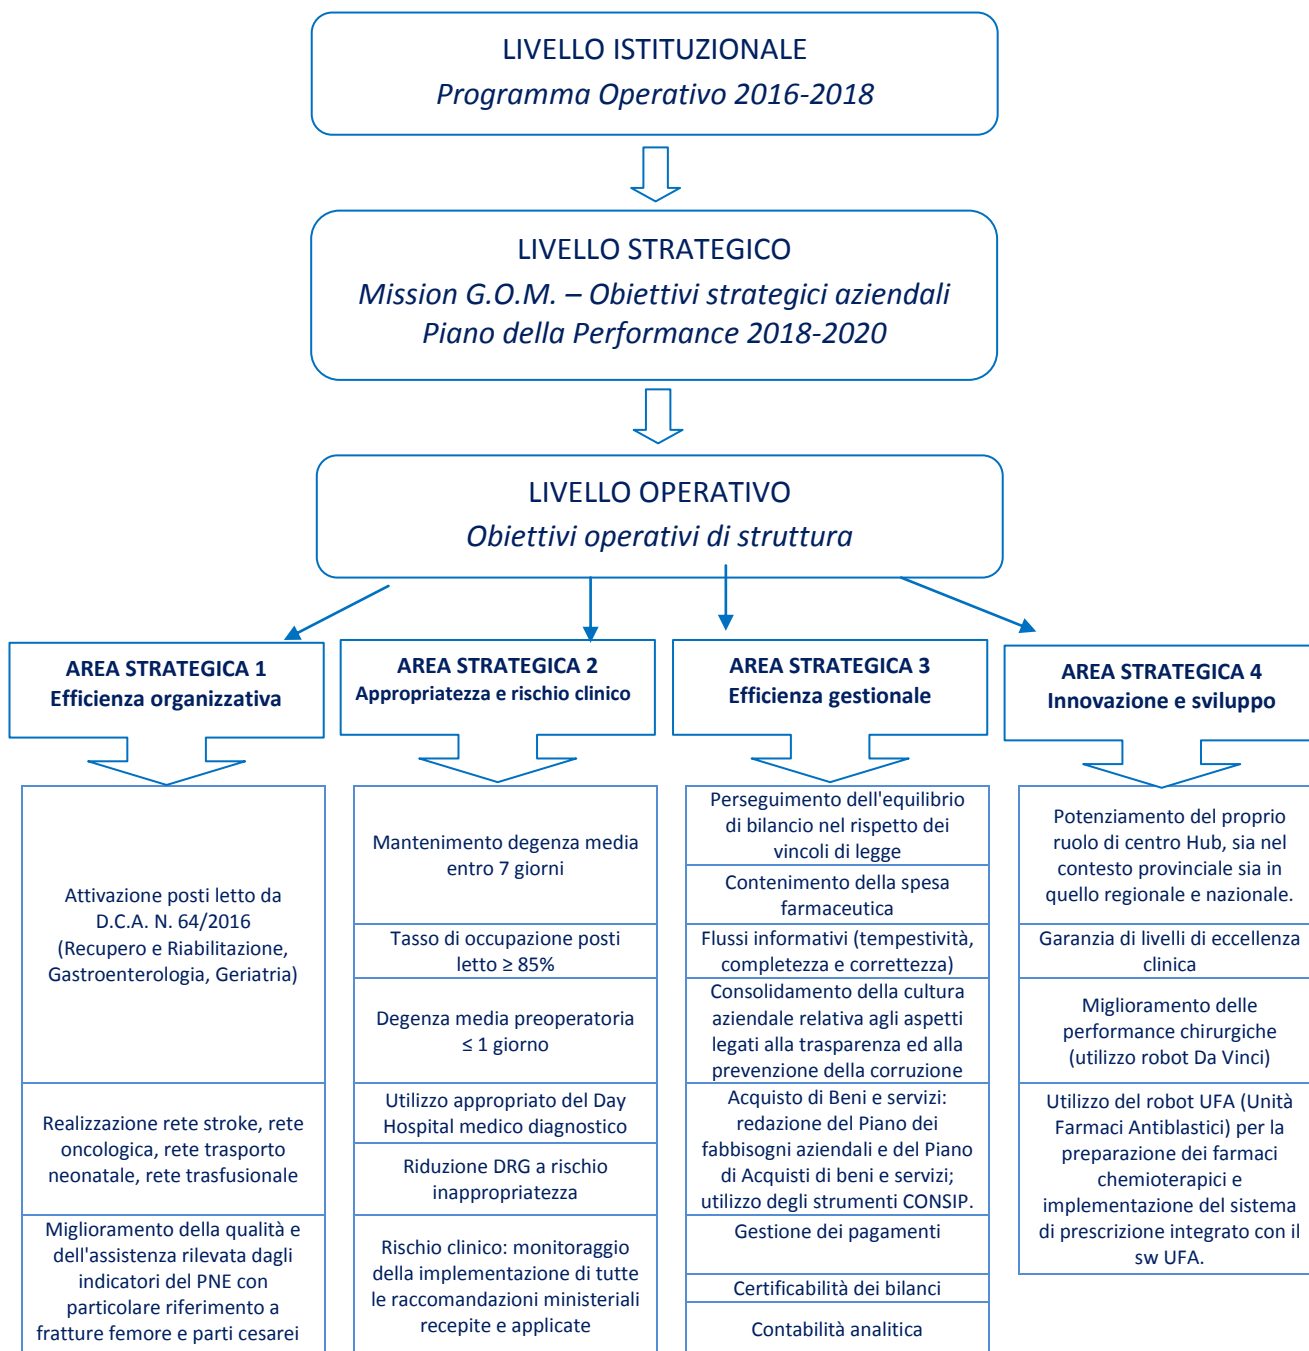 LIVELLO ISTITUZIONALE
Programma Operativo 2016-2018
LIVELLO STRATEGICO
Mission G.O.M. – Obiettivi strategici aziendali
Piano della Performance 2018-2020
LIVELLO OPERATIVO
Obiettivi operativi di struttura
AREA STRATEGICA 1
Efficienza organizzativa
Attivazione posti letto da
D.C.A. N. 64/2016
(Recupero e Riabilitazione,
Gastroenterologia, Geriatria)
Realizzazione rete stroke, rete
oncologica, rete trasporto
neonatale, rete trasfusionale
Miglioramento della qualità e
dell'assistenza rilevata dagli
indicatori del PNE con
particolare riferimento a
fratture femore e parti cesarei
AREA STRATEGICA 2
Appropriatezza e rischio clinico
Mantenimento degenza media
entro 7 giorni
Tasso di occupazione posti
letto ≥ 85%
Degenza media preoperatoria
≤ 1 giorno
Utilizzo appropriato del Day
Hospital medico diagnostico
Riduzione DRG a rischio
inappropriatezza
Rischio clinico: monitoraggio
della implementazione di tutte
le raccomandazioni ministeriali
recepite e applicate
AREA STRATEGICA 3
Efficienza gestionale
Perseguimento dell'equilibrio
di bilancio nel rispetto dei
vincoli di legge
Contenimento della spesa
farmaceutica
Flussi informativi (tempestività,
completezza e correttezza)
Consolidamento della cultura
aziendale relativa agli aspetti
legati alla trasparenza ed alla
prevenzione della corruzione
Acquisto di Beni e servizi:
redazione del Piano dei
fabbisogni aziendali e del Piano
di Acquisti di beni e servizi;
utilizzo degli strumenti CONSIP.
Gestione dei pagamenti
Certificabilità dei bilanci
Contabilità analitica
AREA STRATEGICA 4
Innovazione e sviluppo
Potenziamento del proprio
ruolo di centro Hub, sia nel
contesto provinciale sia in
quello regionale e nazionale.
Garanzia di livelli di eccellenza
clinica
Miglioramento delle
performance chirurgiche
(utilizzo robot Da Vinci)
Utilizzo del robot UFA (Unità
Farmaci Antiblastici) per la
preparazione dei farmaci
chemioterapici e
implementazione del sistema
di prescrizione integrato con il
sw UFA.